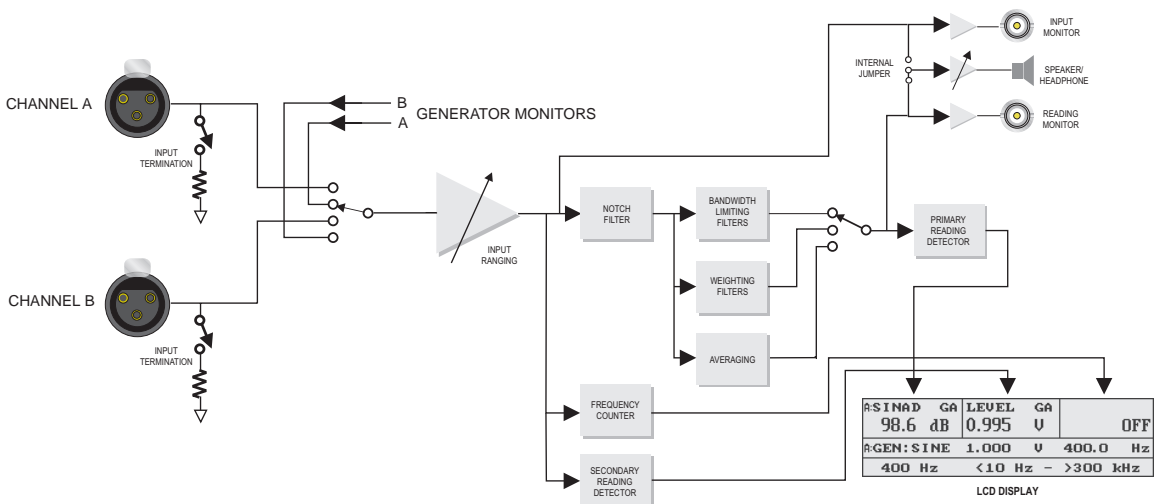 INPUT
MONITOR
INTERNAL
JUMPER
SPEAKER/
HEADPHONE
READING
MONITOR
CHANNEL A
B
GENERATOR MONITORS
A
INPUT
TERMINATION
NOTCH
FILTER
BANDWIDTH
LIMITING
FILTERS
PRIMARY
READING
DETECTOR
INPUT
RANGING
WEIGHTING
FILTERS
CHANNEL B
INPUT
TERMINATION
AVERAGING
FREQUENCY
COUNTER
SECONDARY
READING
DETECTOR
A:SINAD GA LEVEL GA
98.6 dB 0.995 V OFF
A:GEN:SINE 1.000 V 400.0 Hz
400 Hz <10 Hz - >300 kHz
LCD DISPLAY